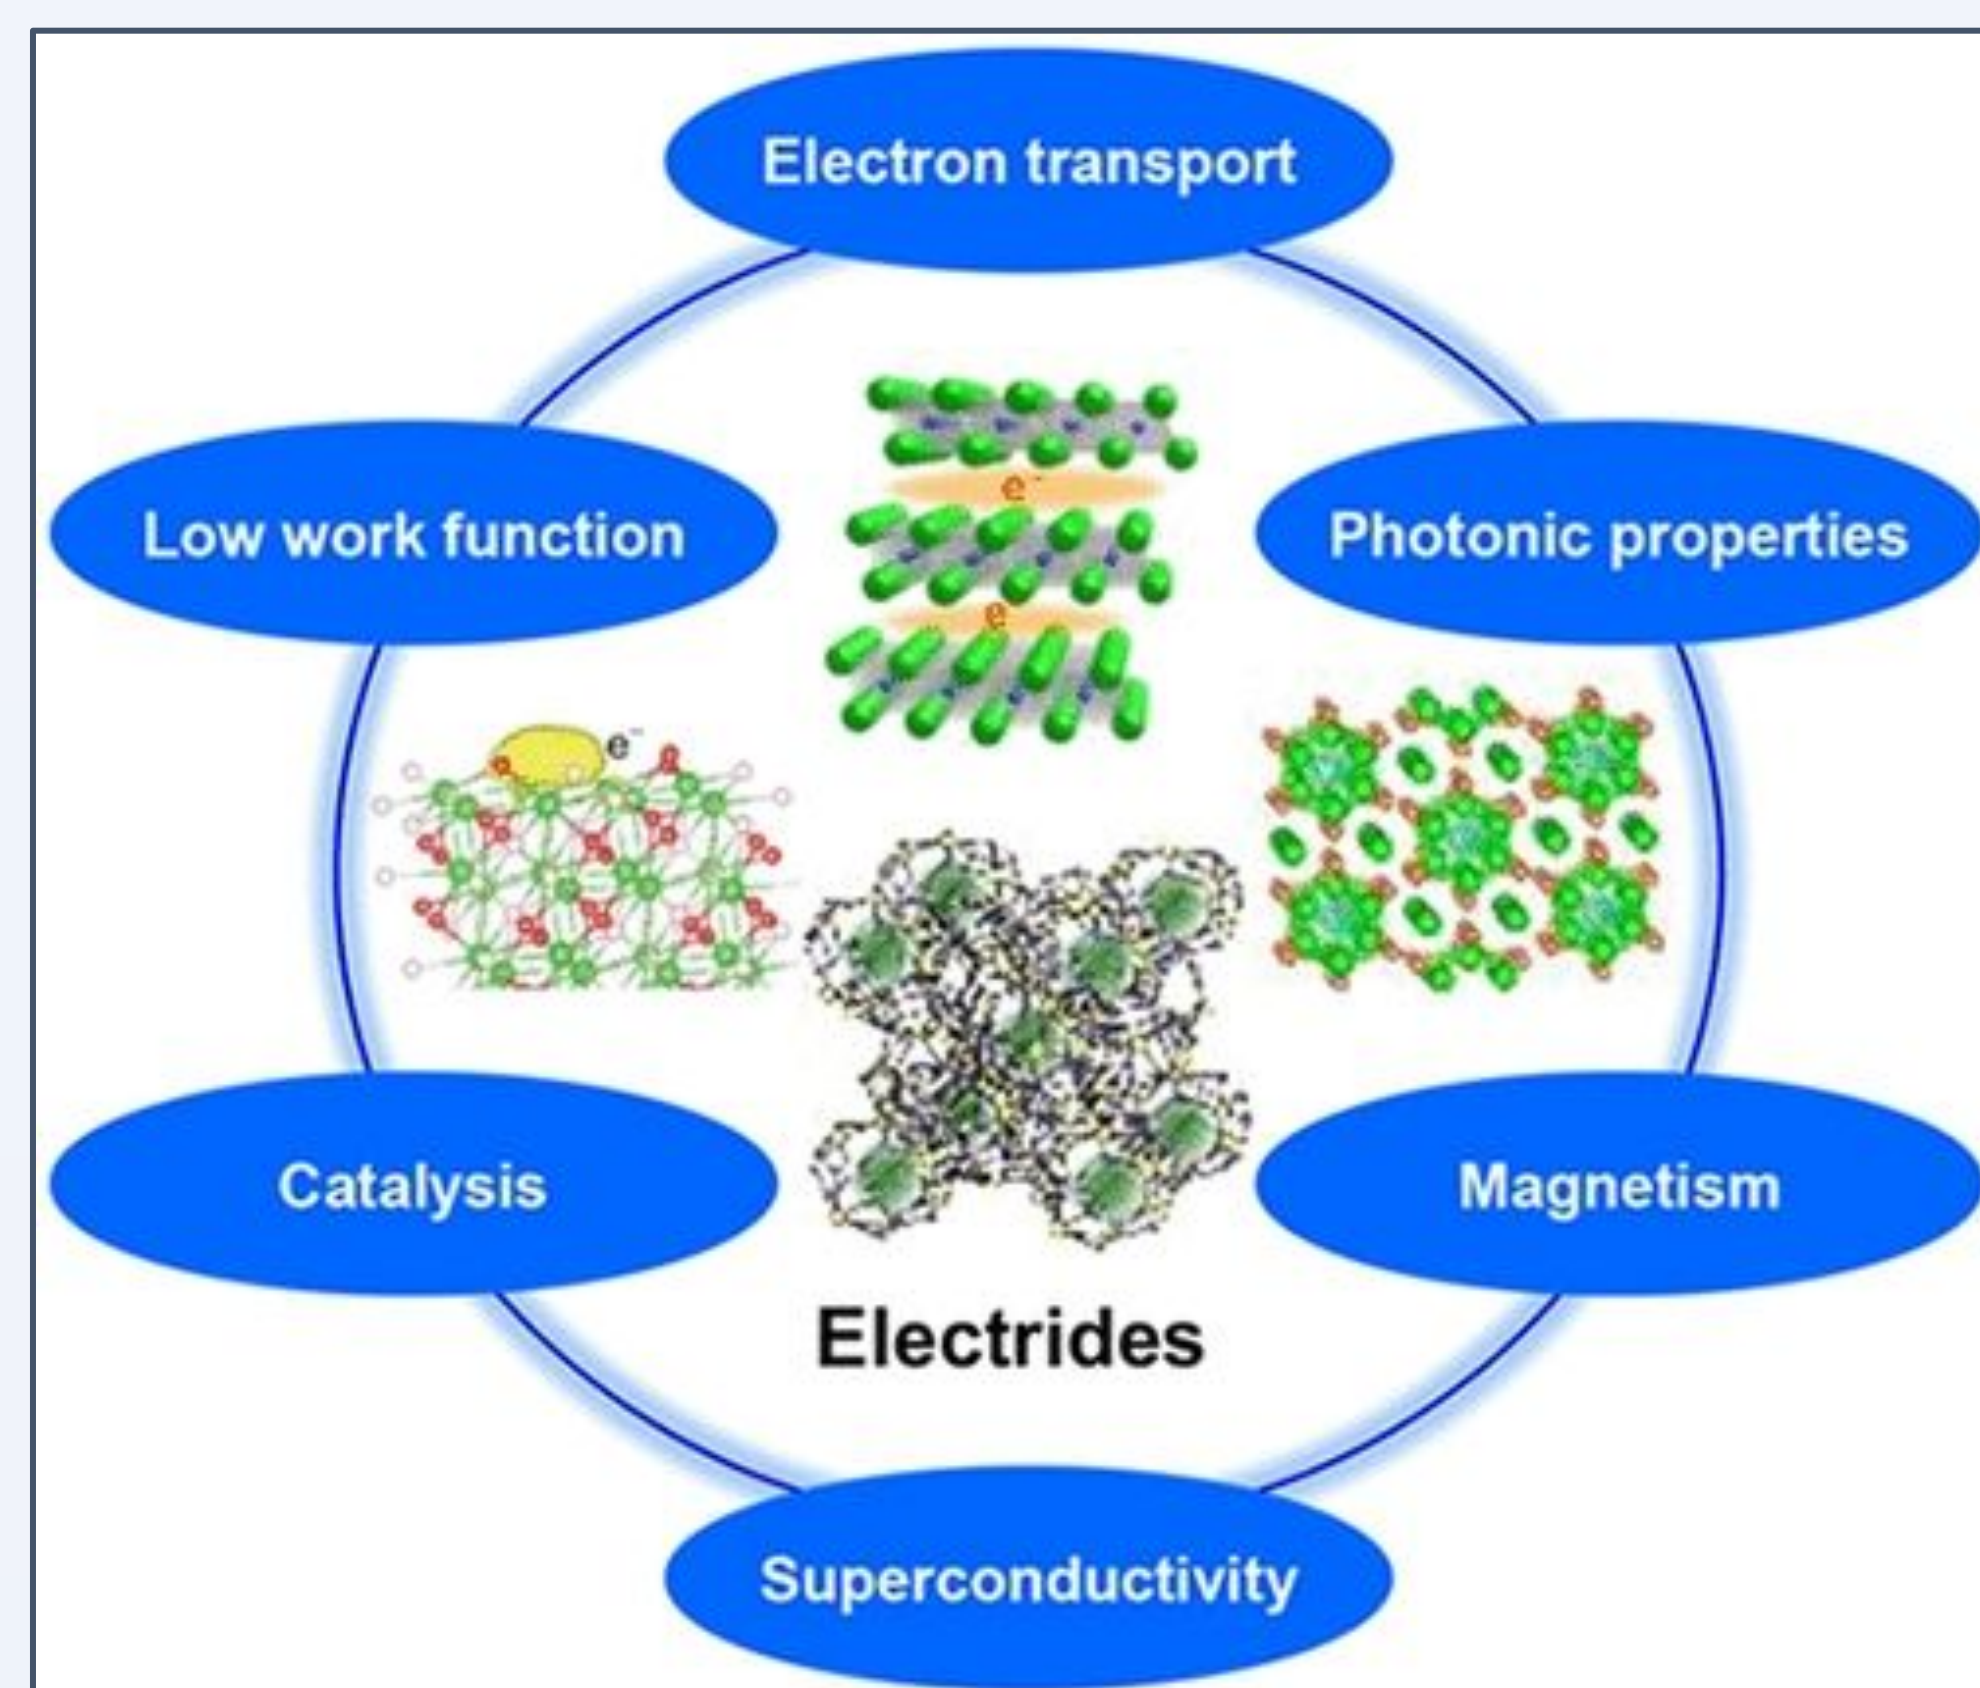 Electron transport
Low work function
Photonic properties
e-
e
e-
Catalysis
Magnetism
Electrides
Superconductivity